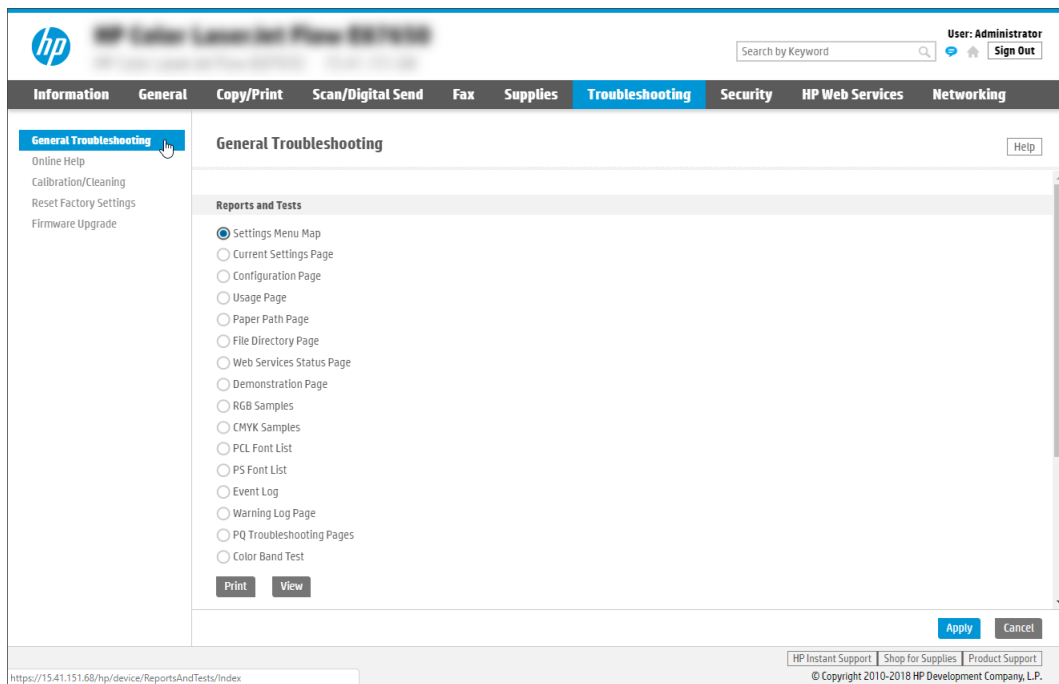 hp
User: Administrator
Search by Keyword
Sign Out
Information General Copy/Print Scan/Digital Send Fax Supplies Troubleshooting Security HP Web Services Networking
General Troubleshooting
Online Help
Calibration/Cleaning
Reset Factory Settings
Firmware Upgrade
General Troubleshooting
Help
Reports and Tests
Settings Menu Map
Current Settings Page
Configuration Page
Usage Page
Paper Path Page
File Directory Page
Web Services Status Page
Demonstration Page
RGB Samples
CMYK Samples
PCL Font List
PS Font List
Event Log
Warning Log Page
PQ Troubleshooting Pages
Color Band Test
Print View
Apply Cancel
HP Instant Support Shop for Supplies Product Support
https://15.41.151.68/hp/device/ReportsAndTests/Index
© Copyright 2010-2018 HP Development Company, L.P.